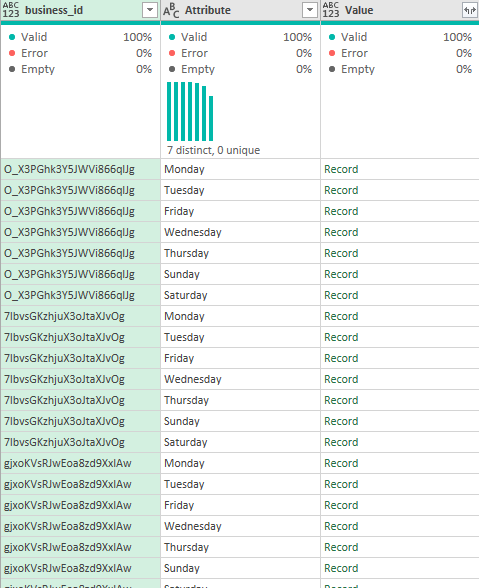 ABC 123 business_id ABC Attribute ABC 123 Value
Valid 100% Valid 100% Valid 100%
Error 0% Error 0% Error 0%
Empty 0% Empty 0% Empty 0%
7 distinct, 0 unique
O_X3PGhk3Y5JWVi866qlJg Monday Record
O_X3PGhk3Y5JWVi866qlJg Tuesday Record
O_X3PGhk3Y5JWVi866qlJg Friday Record
O_X3PGhk3Y5JWVi866qlJg Wednesday Record
O_X3PGhk3Y5JWVi866qlJg Thursday Record
O_X3PGhk3Y5JWVi866qlJg Sunday Record
O_X3PGhk3Y5JWVi866qlJg Saturday Record
7lbvsGKzhjuX3oJtaXJvOg Monday Record
7lbvsGKzhjuX3oJtaXJvOg Tuesday Record
7lbvsGKzhjuX3oJtaXJvOg Friday Record
7lbvsGKzhjuX3oJtaXJvOg Wednesday Record
7lbvsGKzhjuX3oJtaXJvOg Thursday Record
7lbvsGKzhjuX3oJtaXJvOg Sunday Record
7lbvsGKzhjuX3oJtaXJvOg Saturday Record
gjxoKVsRJwEoa8zd9XxlAw Monday Record
gjxoKVsRJwEoa8zd9XxlAw Tuesday Record
gjxoKVsRJwEoa8zd9XxlAw Friday Record
gjxoKVsRJwEoa8zd9XxlAw Wednesday Record
gjxoKVsRJwEoa8zd9XxlAw Thursday Record
gjxoKVsRJwEoa8zd9XxlAw Sunday Record